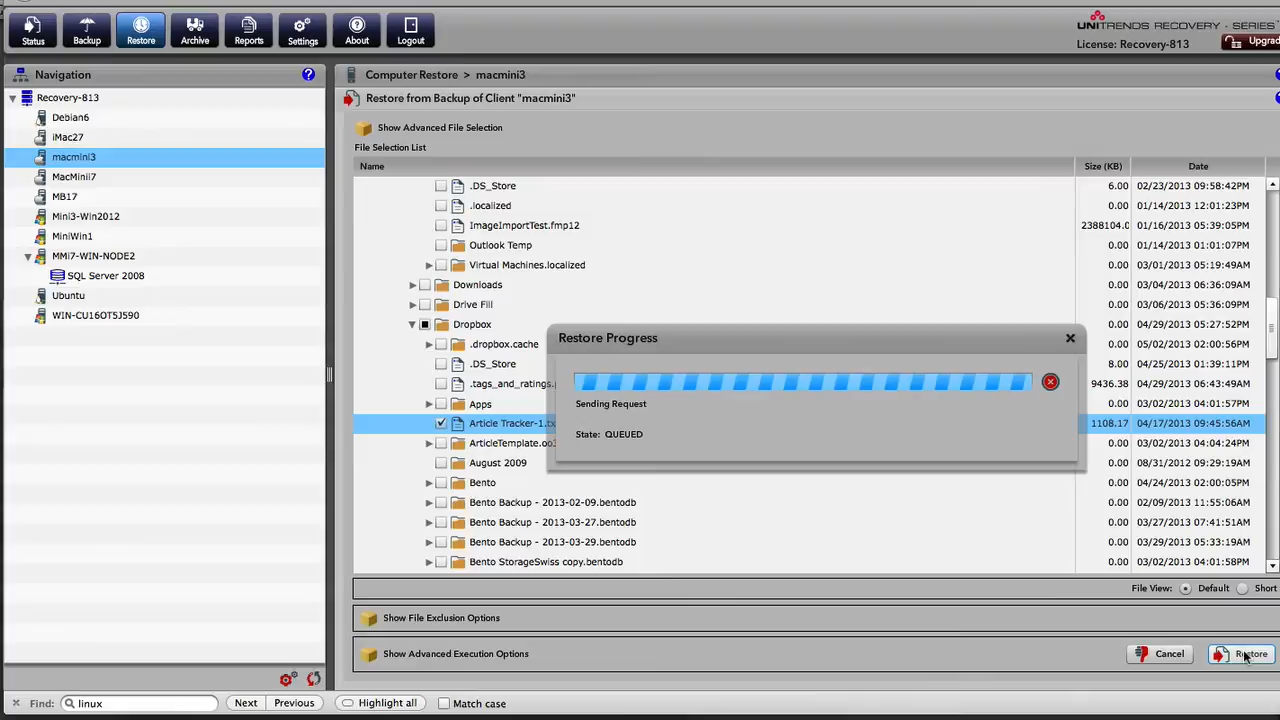 Status
Backup
Restore
Archive
Reports
Settings
About
Logout
UNITRENDS RECOVERY - SERIES
License: Recovery-813
Navigation
Recovery-813
Debian6
iMac27
macmini3
MacMinii7
MB17
Mini3-Win2012
MiniWin1
MMi7-WIN-NODE2
SQL Server 2008
Ubuntu
WIN-CU16OT5J590
Computer Restore > macmini3
Restore from Backup of Client "macmini3"
Show Advanced File Selection
File Selection List
Name Size (KB) Date
.DS_Store 6.00 02/23/2013 09:58:42PM
.localized 0.00 01/14/2013 12:01:23PM
ImageImportTest.fmp12 2388104.0 01/16/2013 05:39:05PM
Outlook Temp 0.00 01/14/2013 01:01:07PM
Virtual Machines.localized 0.00 03/01/2013 05:19:49AM
Downloads 0.00 03/04/2013 06:36:09AM
Drive Fill 0.00 03/06/2013 05:36:09PM
Dropbox 0.00 04/29/2013 05:27:52PM
.dropbox.cache 0.00 05/02/2013 02:00:56PM
.DS_Store 8.00 04/25/2013 01:39:11PM
.tags_and_ratings. 9436.38 04/29/2013 06:43:49AM
Apps 0.00 03/02/2013 04:01:57PM
Article Tracker-1. 1108.17 04/17/2013 09:45:56AM
ArticleTemplate.oo3 0.00 03/02/2013 04:04:24PM
August 2009 0.00 08/31/2012 09:29:19AM
Bento 0.00 04/24/2013 02:00:05PM
Bento Backup - 2013-02-09.bentodb 0.00 02/09/2013 11:55:06AM
Bento Backup - 2013-03-27.bentodb 0.00 03/27/2013 07:41:51AM
Bento Backup - 2013-03-29.bentodb 0.00 03/29/2013 05:33:19AM
Bento StorageSwiss copy.bentodb 0.00 03/02/2013 04:01:58PM
Restore Progress
Sending Request
State: QUEUED
File View: Default Short
Show File Exclusion Options
Show Advanced Execution Options
Cancel
Restore
Find: linux Next Previous Highlight all Match case